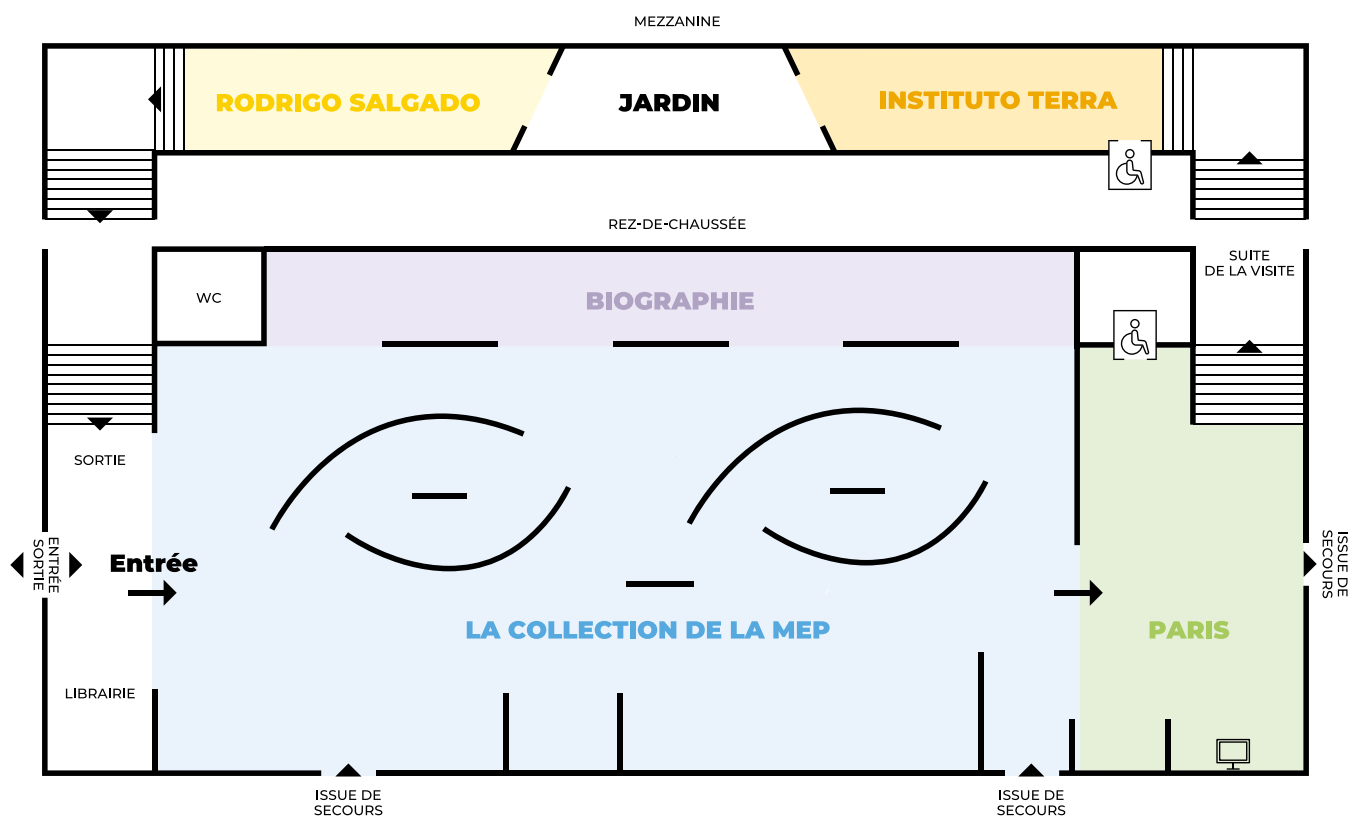 MEZZANINE
RODRIGO SALGADO
JARDIN
INSTITUTO TERRA
REZ-DE-CHAUSSÉE
SUITE
DE LA VISITE
WC
BIOGRAPHIE
SORTIE
ENTRÉE
SORTIE
Entrée
ISSUE DE
SECOURS
LA COLLECTION DE LA MEP
PARIS
LIBRAIRIE
ISSUE DE
SECOURS
ISSUE DE
SECOURS